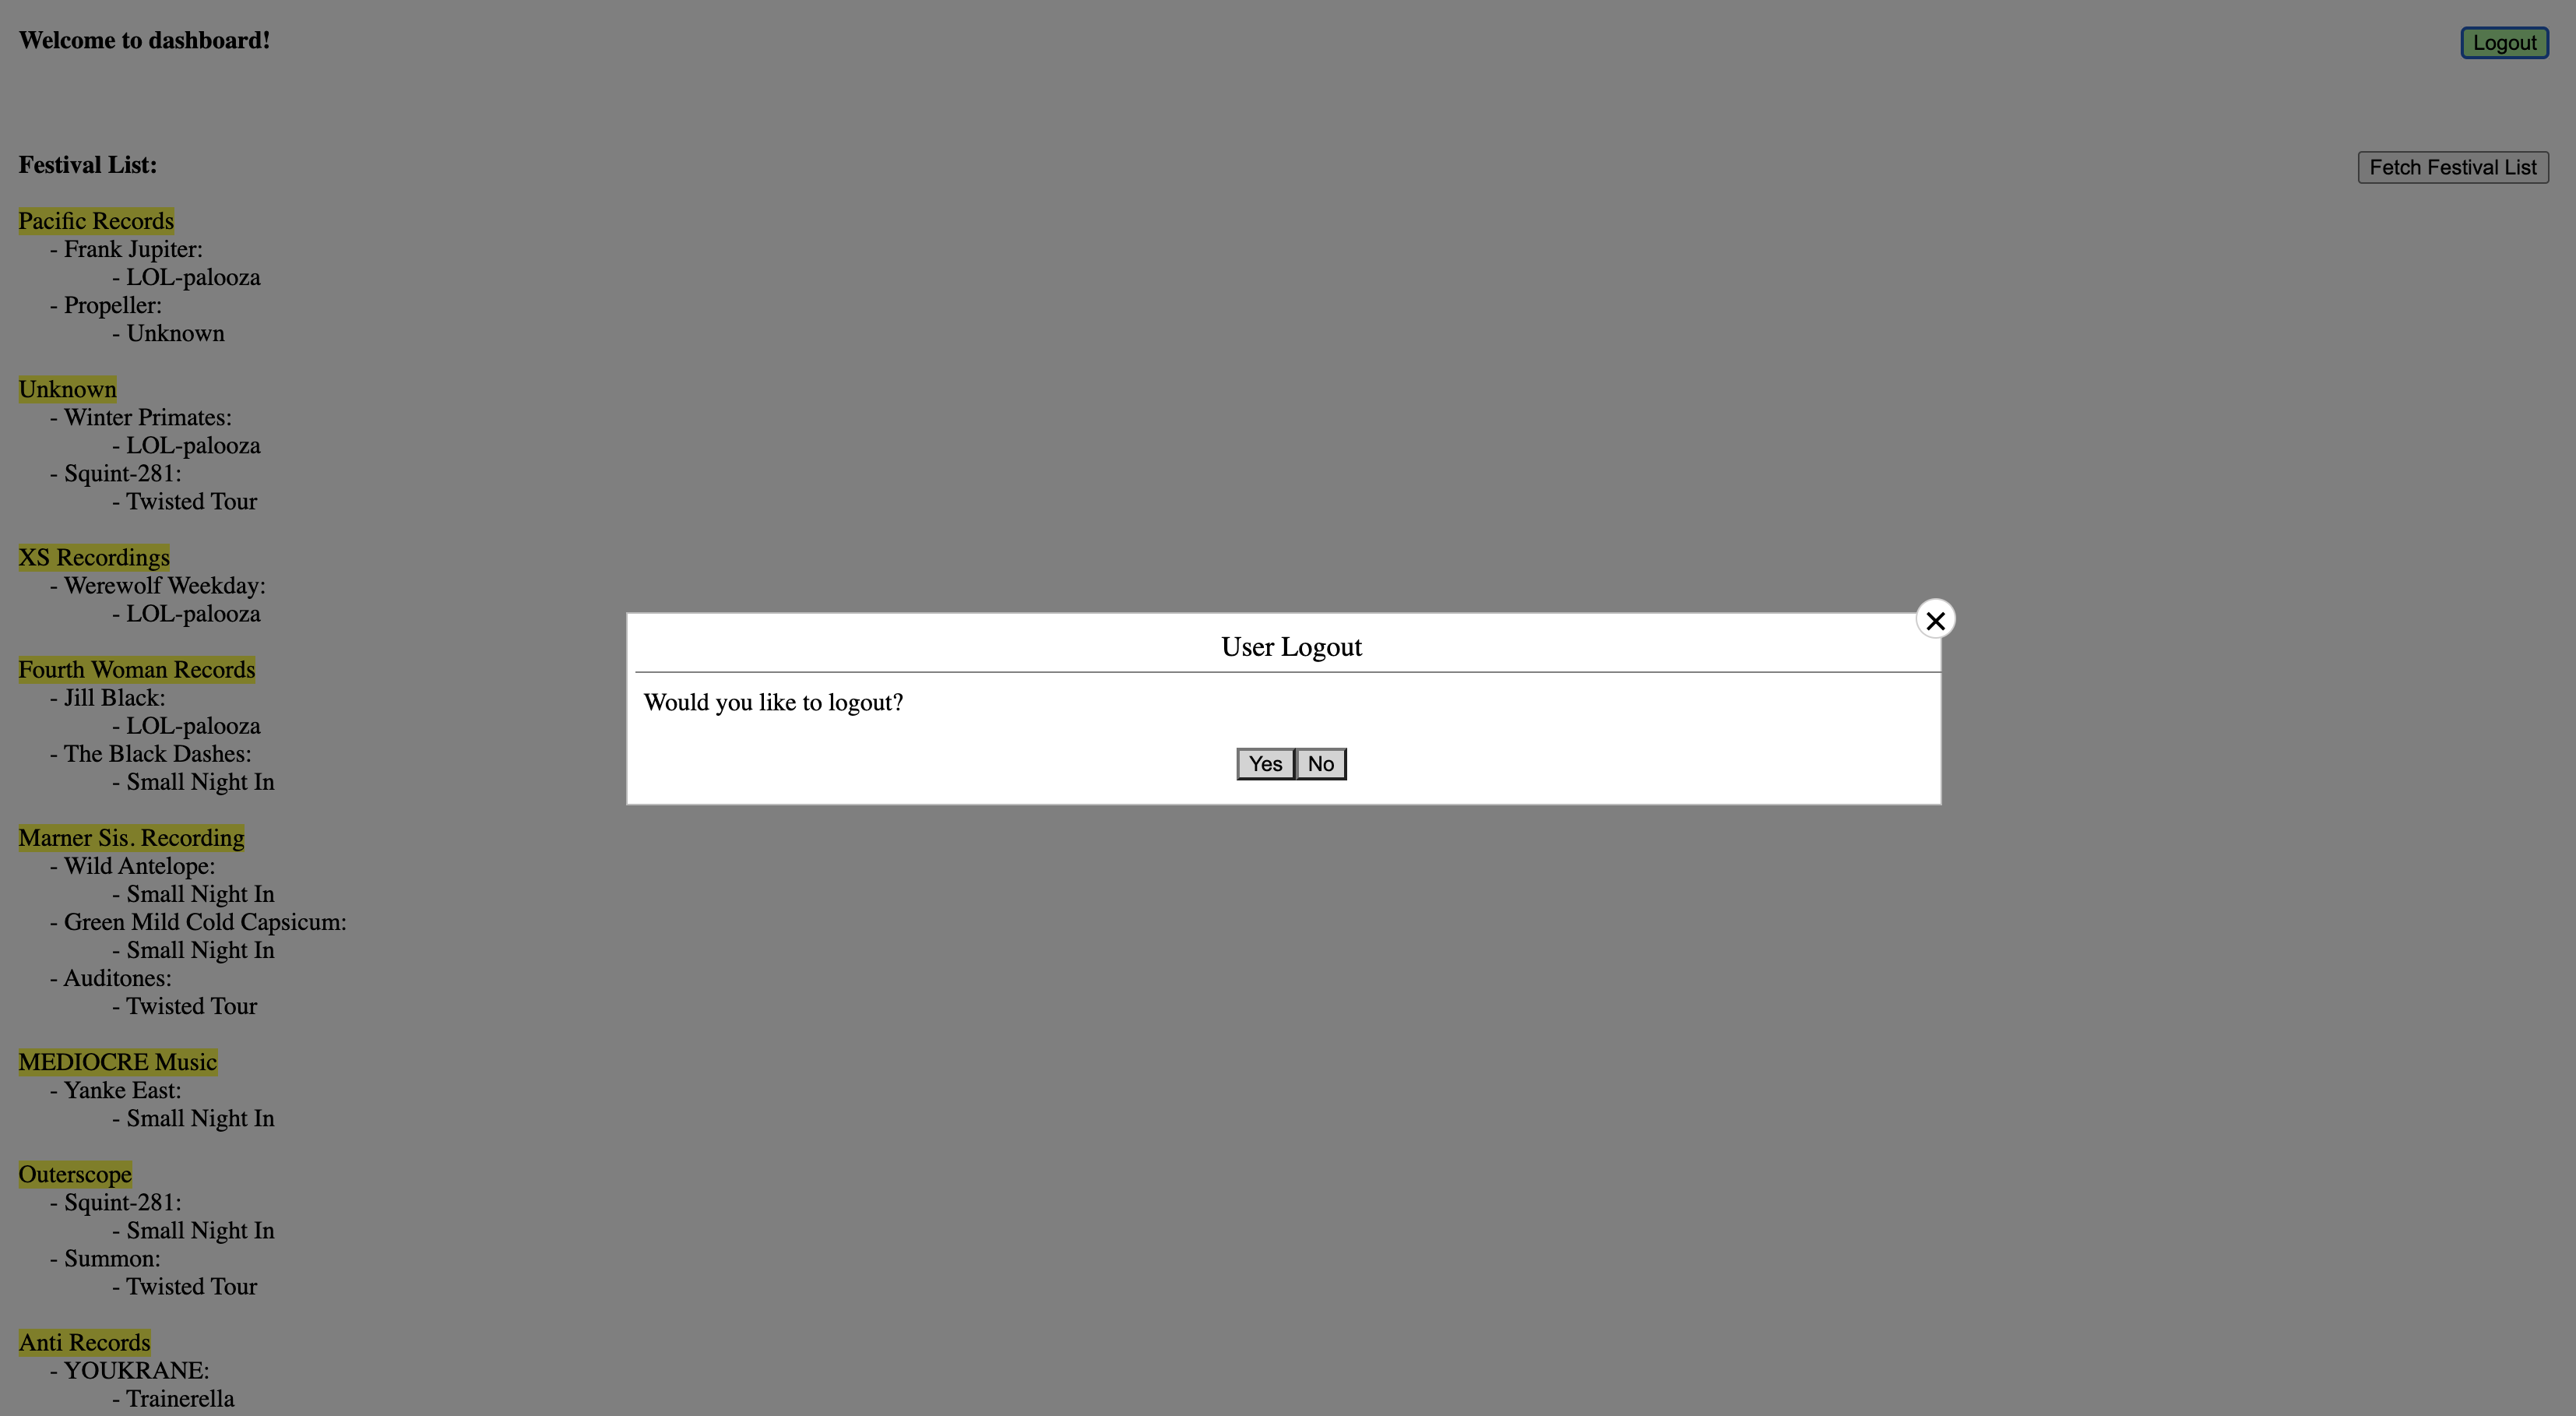 Welcome to dashboard!
Logout
Festival List:
Fetch Festival List
Pacific Records
- Frank Jupiter:
- LOL-palooza
- Propeller:
- Unknown
Unknown
- Winter Primates:
- LOL-palooza
- Squint-281:
- Twisted Tour
XS Recordings
- Werewolf Weekday:
- LOL-palooza
Fourth Woman Records
- Jill Black:
- LOL-palooza
- The Black Dashes:
- Small Night In
Marner Sis. Recording
- Wild Antelope:
- Small Night In
- Green Mild Cold Capsicum:
- Small Night In
- Auditones:
- Twisted Tour
MEDIOCRE Music
- Yanke East:
- Small Night In
Outerscope
- Squint-281:
- Small Night In
- Summon:
- Twisted Tour
Anti Records
- YOUKRANE:
- Trainerella
User Logout
Would you like to logout?
Yes No